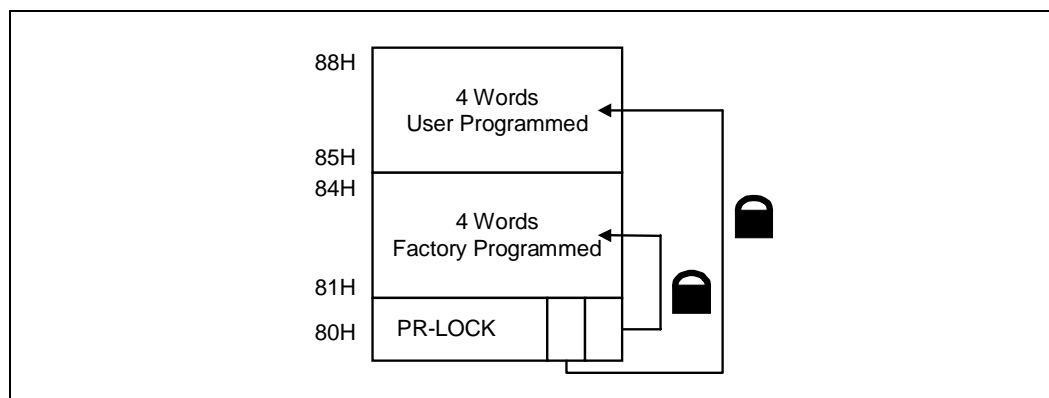 88H
4 Words
User Programmed
85H
84H
4 Words
Factory Programmed
81H
80H
PR-LOCK